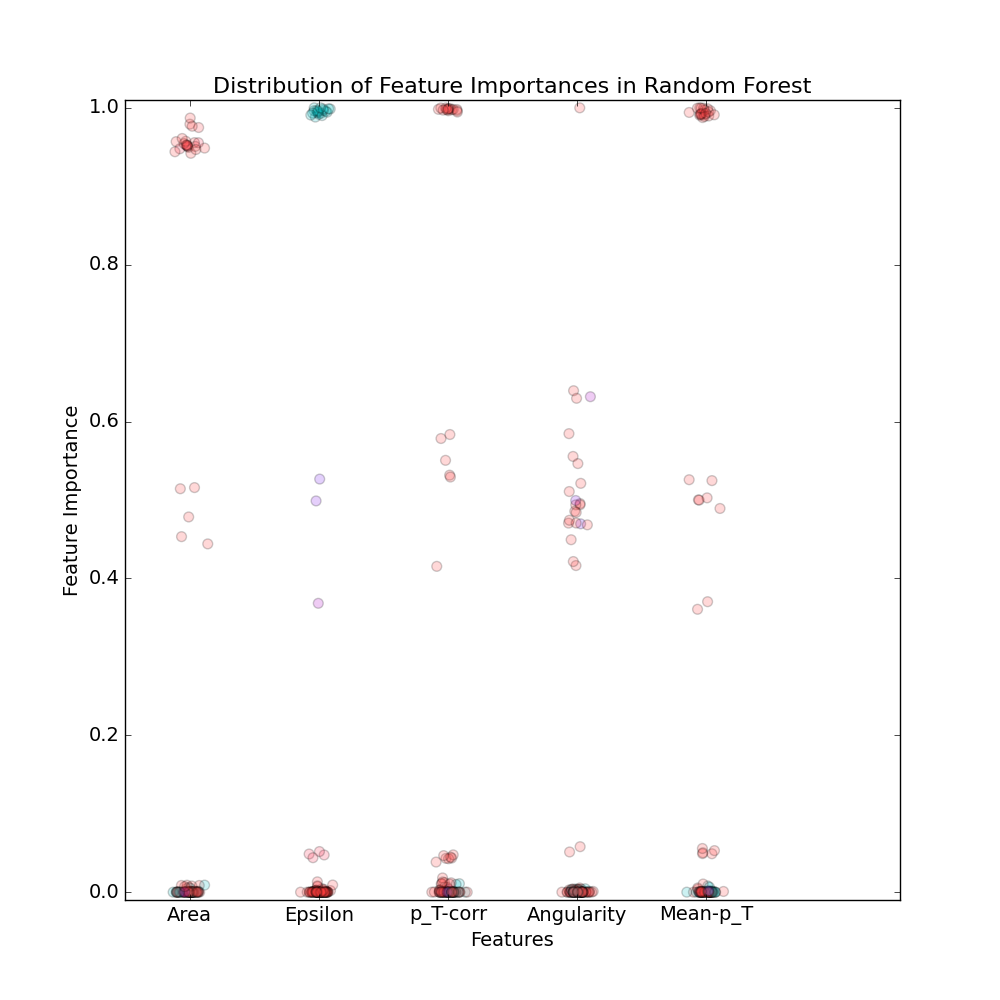 Distribution of Feature Importances in Random Forest
1.0
0.8
0.6
0.4
0.2
0.0
Feature Importance
Area Epsilon p_T-corr Angularity Mean-p_T
Features